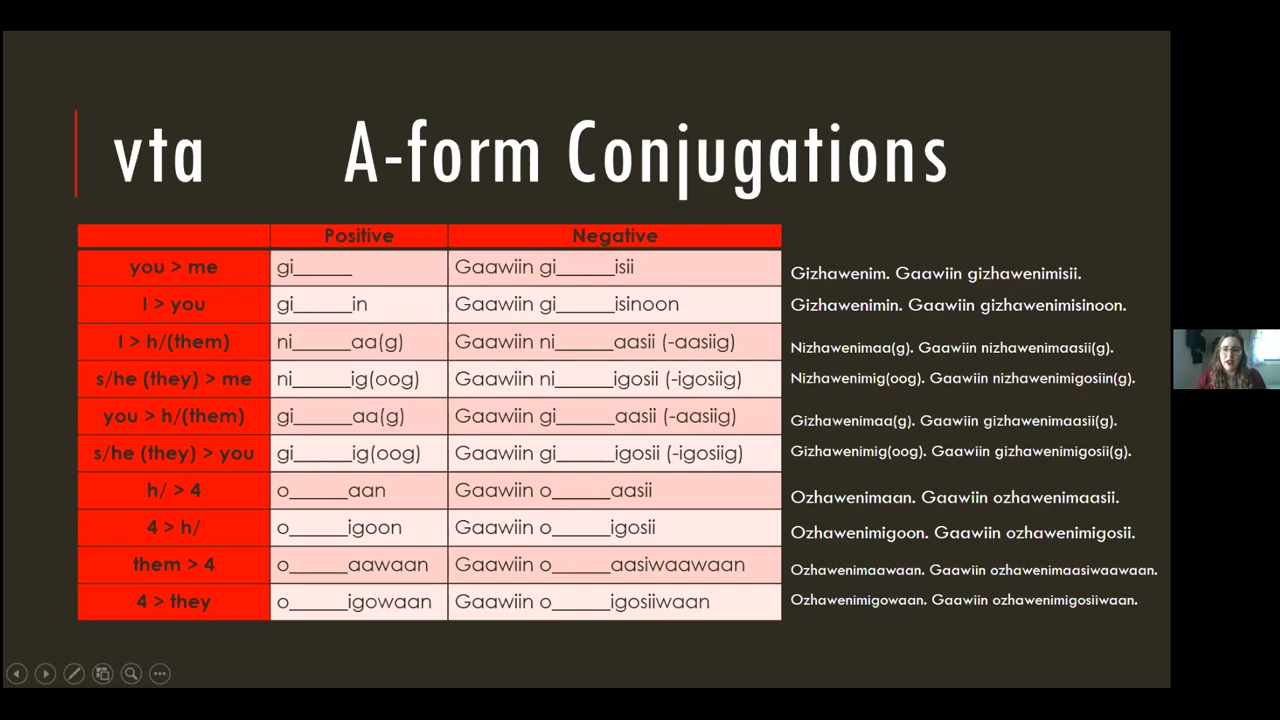 vta A-form Conjugations
Positive Negative
you > me gi______ Gaawiin gi______isii Gizhawenim. Gaawiin gizhawenimisii.
I > you gi______in Gaawiin gi______isinoon Gizhawenimin. Gaawiin gizhawenimisinoon.
I > h/(them) ni______aa(g) Gaawiin ni______aasii (-aasiig) Nizhawenimaa(g). Gaawiin nizhawenimaasii(g).
s/he (they) > me ni______ig(oog) Gaawiin ni______igosii (-igosiig) Nizhawenimig(oog). Gaawiin nizhawenimigosiin(g).
you > h/(them) gi______aa(g) Gaawiin gi______aasii (-aasiig) Gizhawenimaa(g). Gaawiin gizhawenimaasii(g).
s/he (they) > you gi______ig(oog) Gaawiin gi______igosii (-igosiig) Gizhawenimig(oog). Gaawiin gizhawenimigosii(g).
h/ > 4 o______aan Gaawiin o______aasii Ozhawenimaan. Gaawiin ozhawenimaasii.
4 > h/ o______igoon Gaawiin o______igosii Ozhawenimigoon. Gaawiin ozhawenimigosii.
them > 4 o______aawaan Gaawiin o______aasiwaawaan Ozhawenimaawaan. Gaawiin ozhawenimaasiwaawaan.
4 > they o______igowaan Gaawiin o______igosiiwaan Ozhawenimigowaan. Gaawiin ozhawenimigosiiwaan.